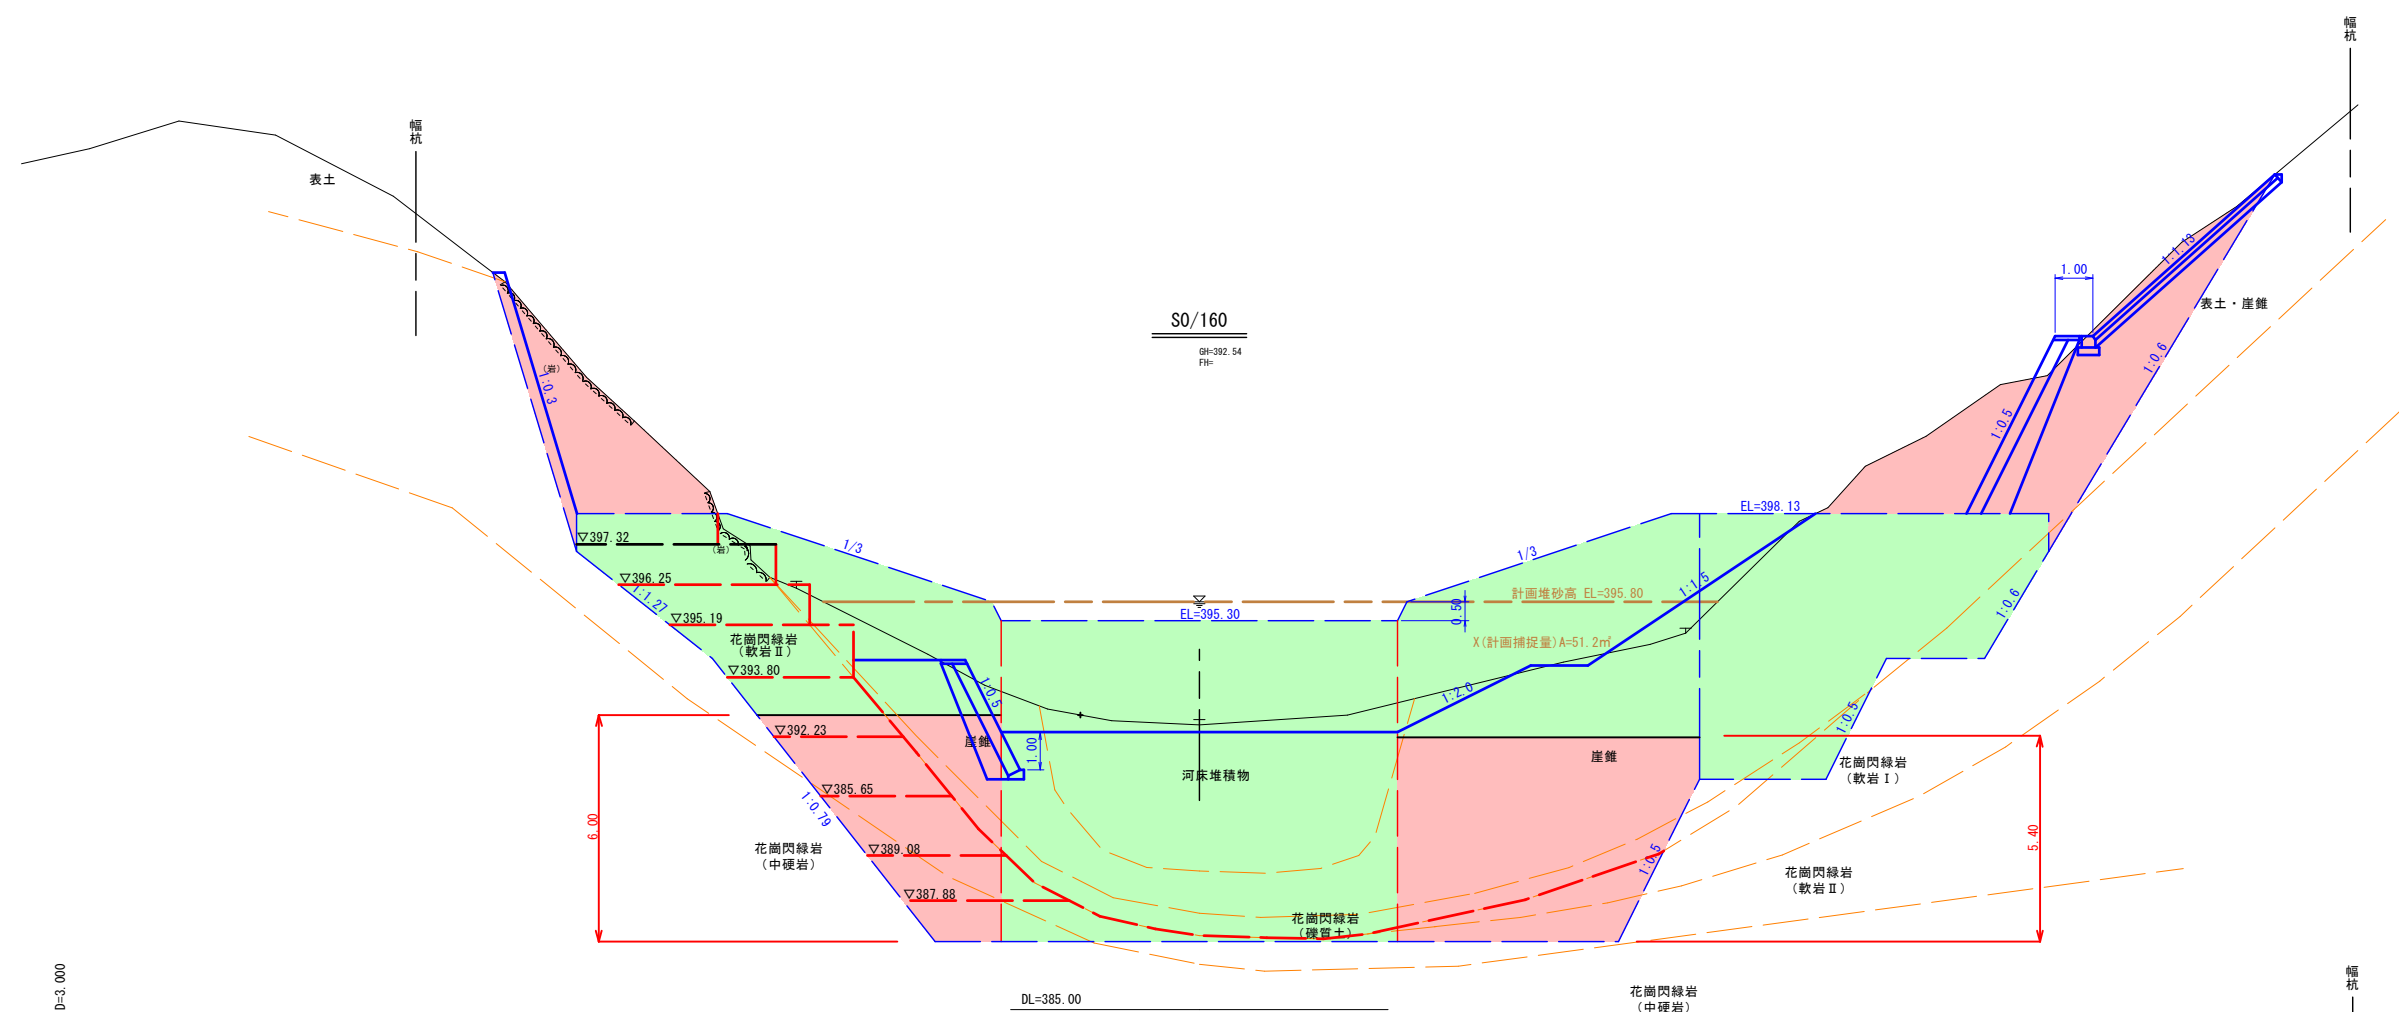 幅杭
幅杭
表土
1:1.13
1.00
表土・崖錐
S0/160
GH=392.54
FH=
1:0.6
(岩)
1:0.3
1:0.5
EL=398.13
▽397.32
(岩)
1/3
1/3
▽396.25
1:1.27
1:1.5
計画堆砂高 EL=395.80
0.50
EL=395.30
1:0.6
▽395.19
花崗閃緑岩
(軟岩Ⅱ)
X(計画捕捉量)A=51.2㎡
▽393.80
1:0.5
1:2.0
1:0.5
▽392.23
崖錐
1.00
崖錐
河床堆積物
花崗閃緑岩
(軟岩Ⅰ)
▽385.65
1:0.79
6.00
5.40
花崗閃緑岩
(中硬岩)
▽389.08
1:0.5
花崗閃緑岩
(軟岩Ⅱ)
▽387.88
花崗閃緑岩
(礫質土)
D=3.000
DL=385.00
花崗閃緑岩
(中硬岩)
幅杭